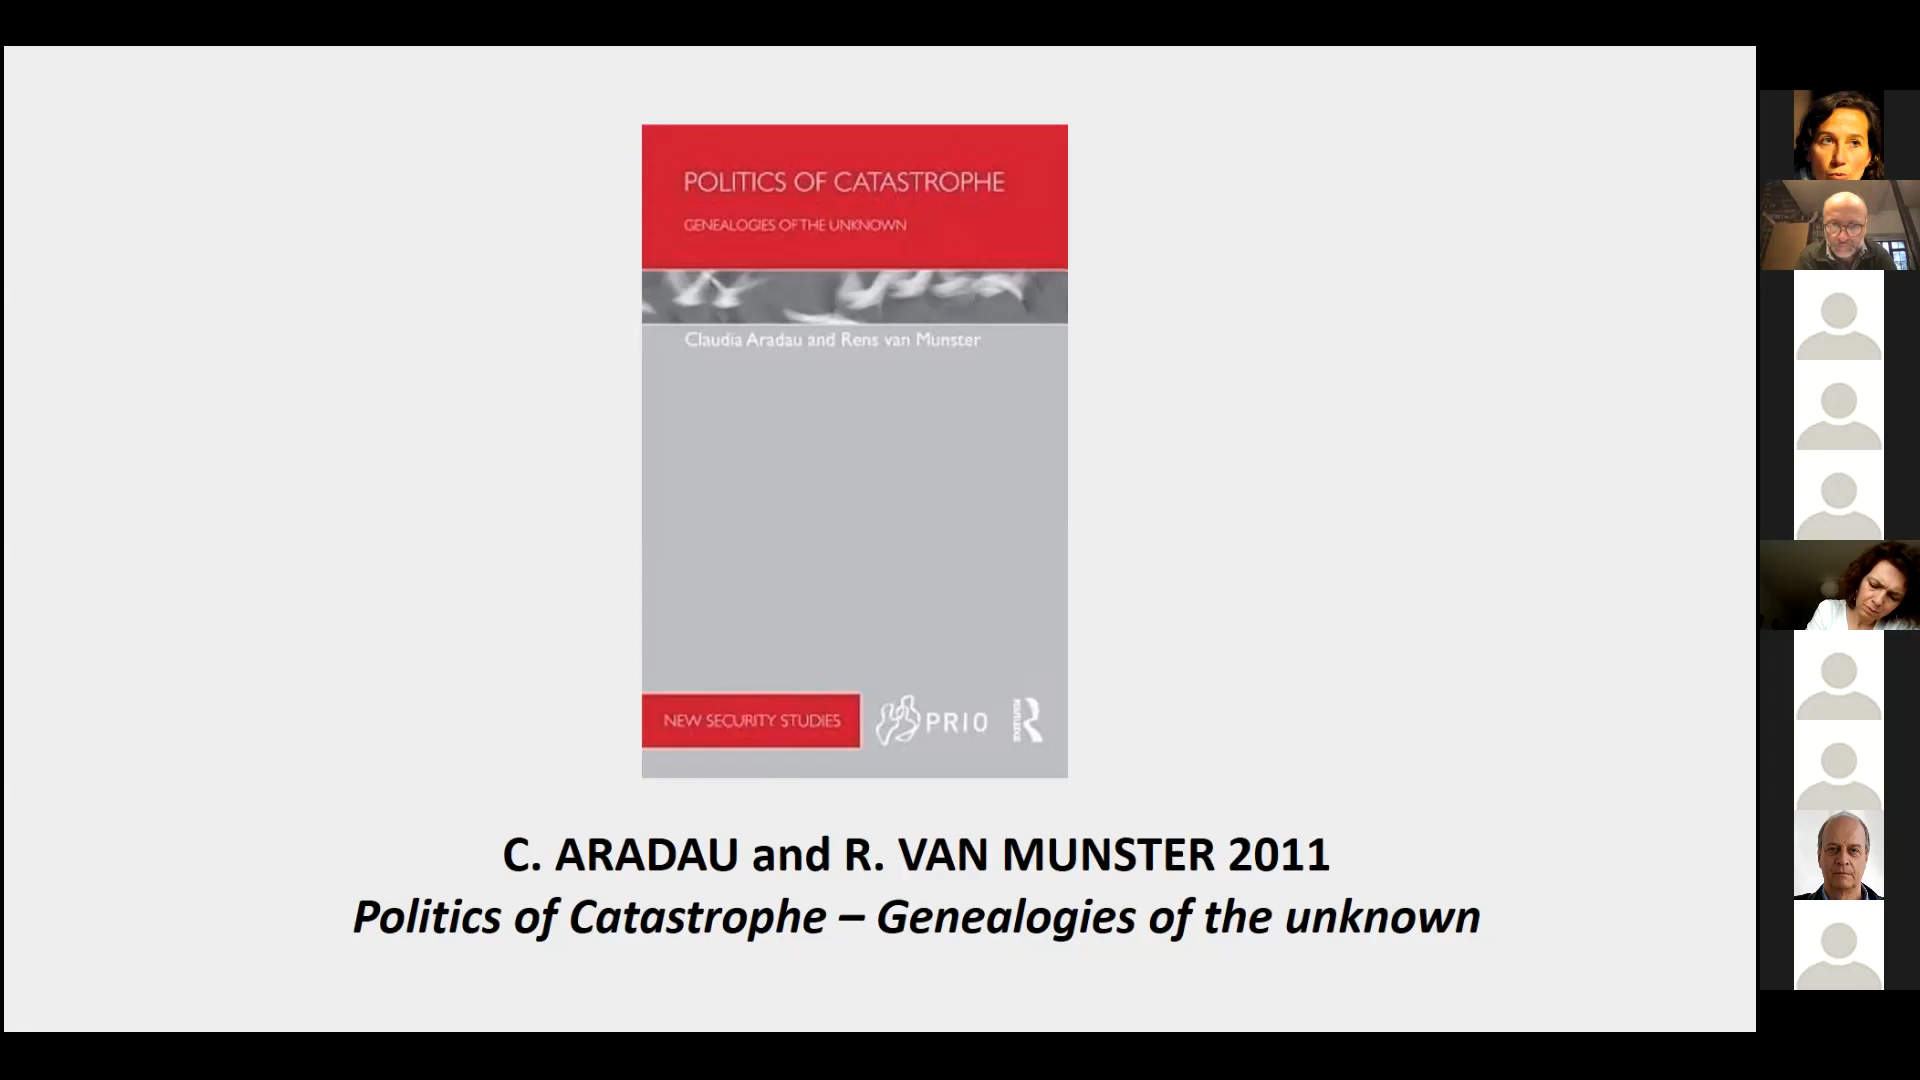 POLITICS OF CATASTROPHE
GENEALOGIES OF THE UNKNOWN
Claudia Aradau and Rens van Munster
NEW SECURITY STUDIES
PRIO
ROUTLEDGE
C. ARADAU and R. VAN MUNSTER 2011
Politics of Catastrophe – Genealogies of the unknown